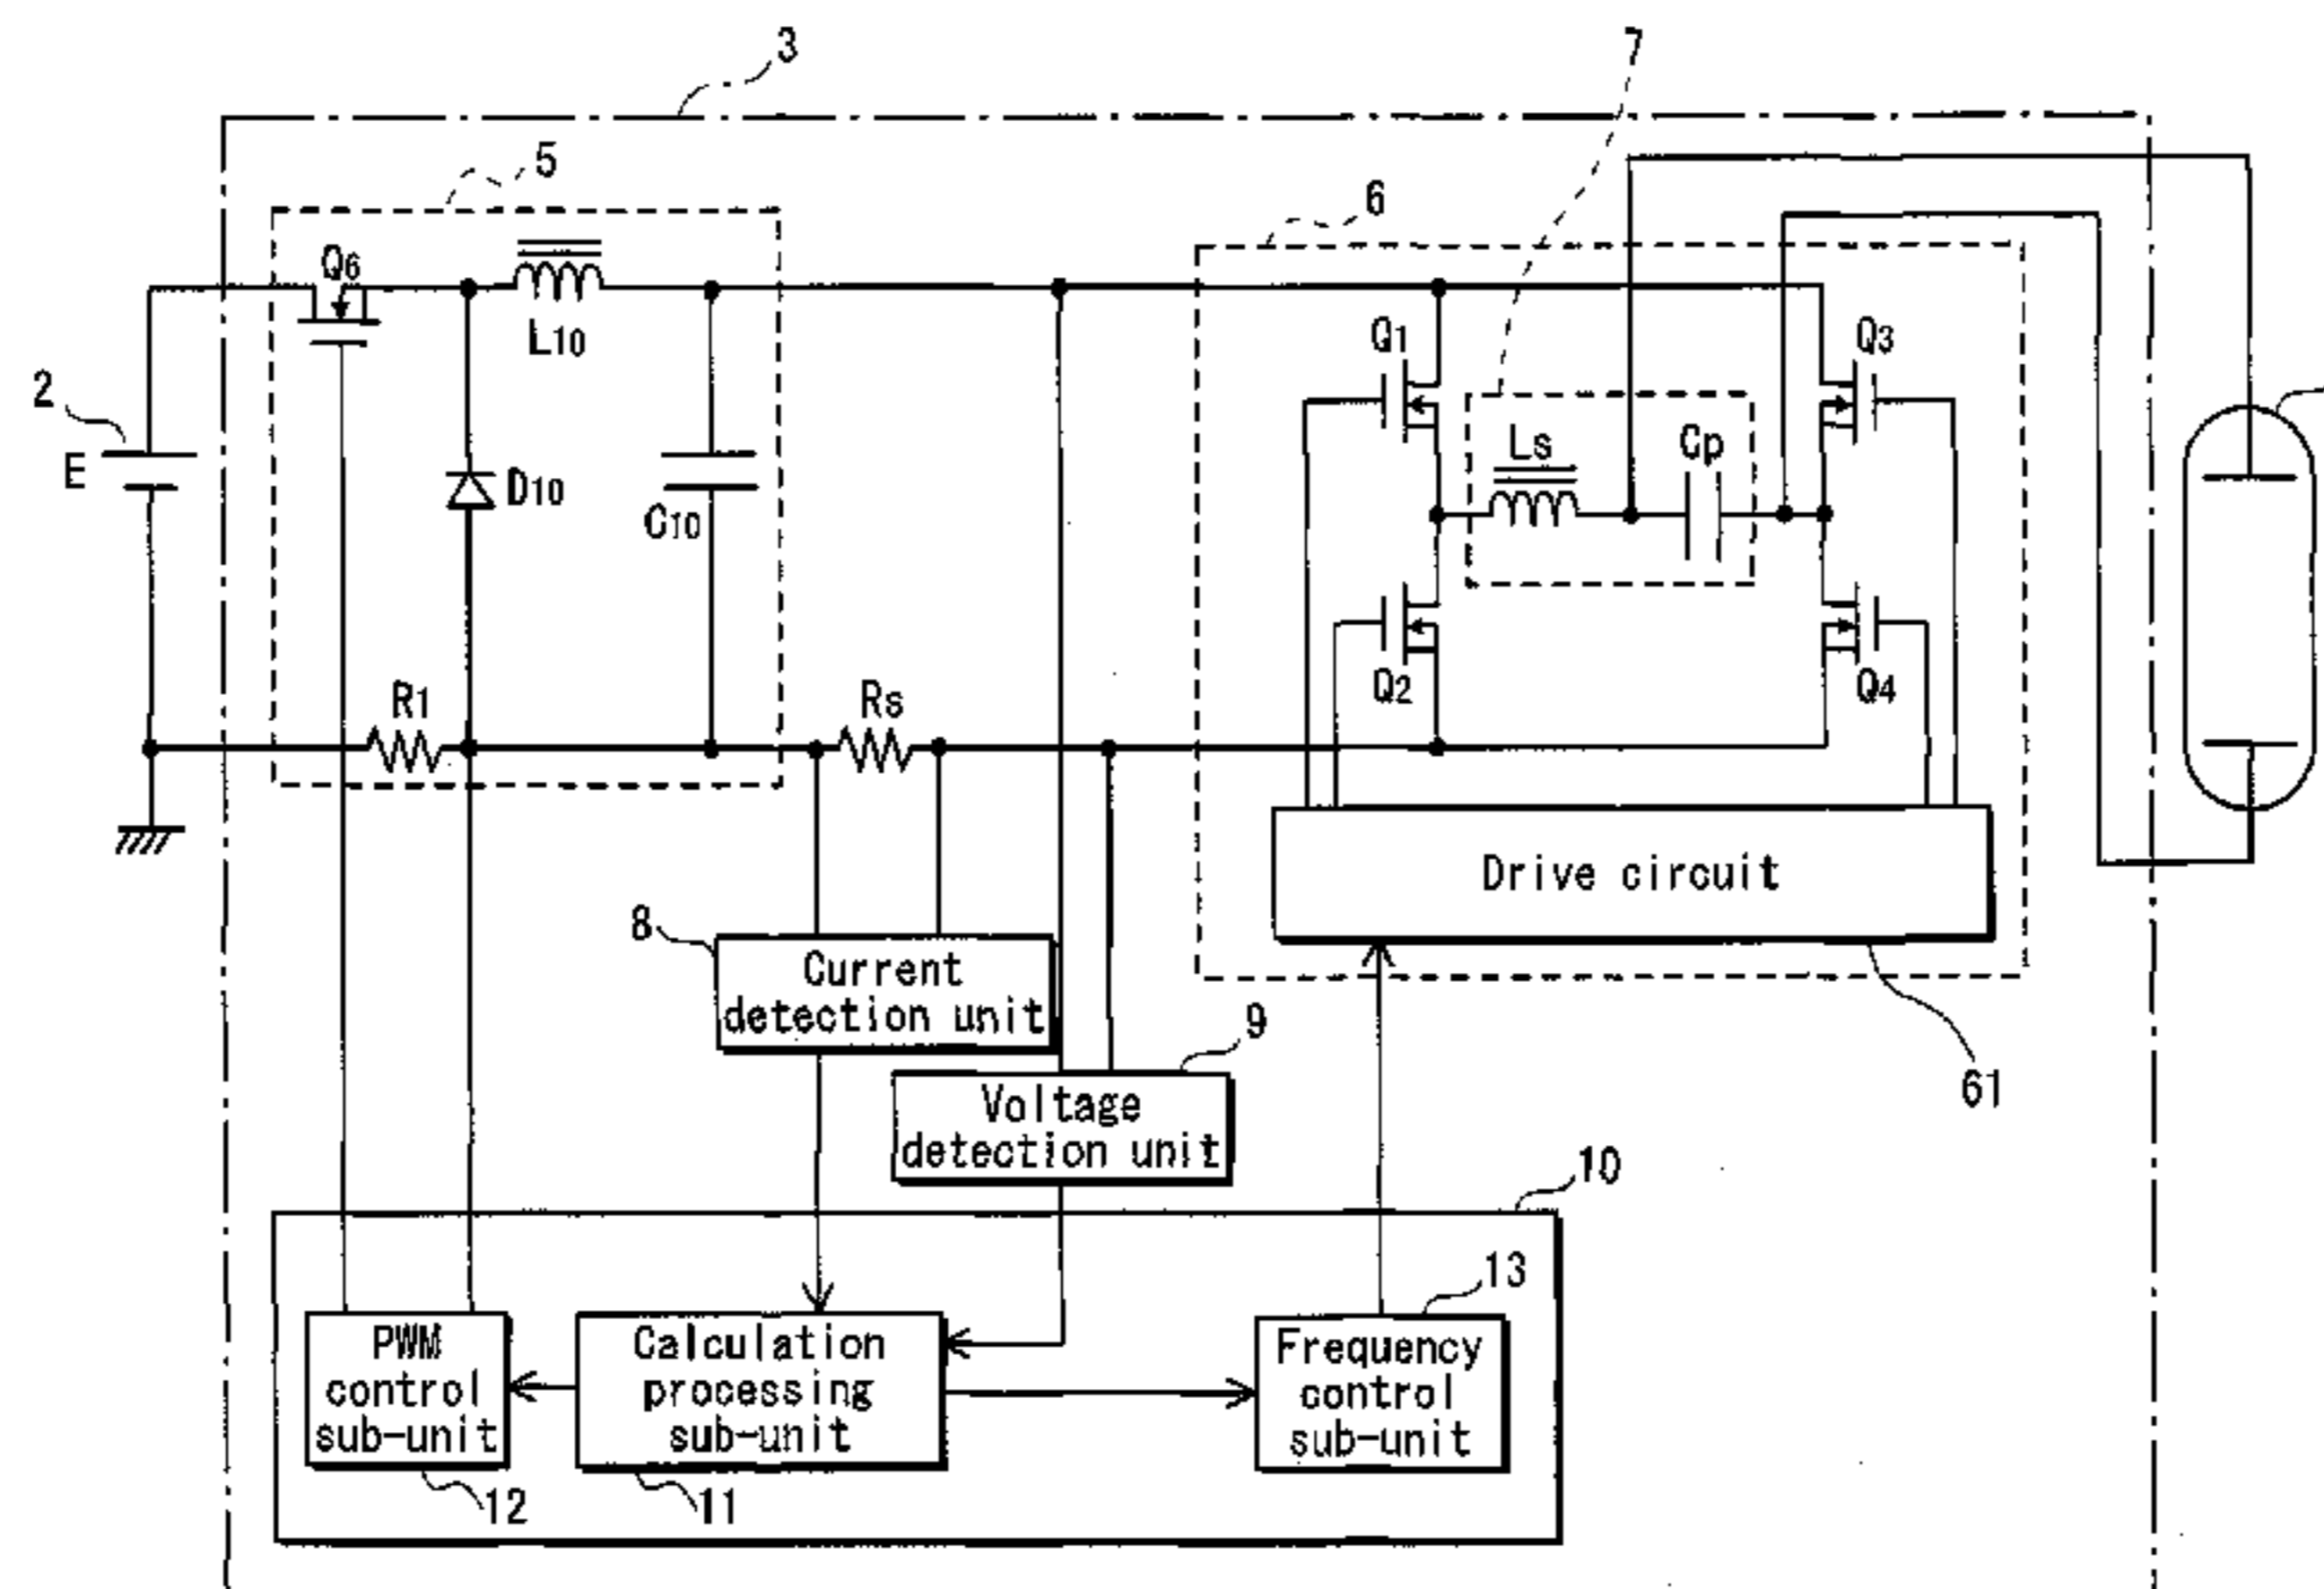 3
7
5
6
Q6
L10
Q1
Q3
2
E
Ls
Cp
D10
C10
R1
Rs
Q2
Q4
Drive circuit
8
Current
detection unit
9
61
Voltage
detection unit
10
13
PWM
control
sub-unit
Calculation
processing
sub-unit
Frequency
control
sub-unit
12
11